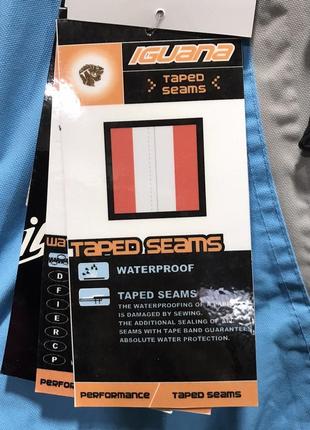 IGUANA
TAPED
SEAMS
TAPED SEAMS
WATERPROOF
TAPED SEAMS
THE WATERPROOFING OF
IS DAMAGED BY SEWING.
THE ADDITIONAL SEALING OF
SEAMS WITH TAPE BAND GUARANTEES
ABSOLUTE WATER PROTECTION.
PERFORMANCE / TAPED SEAMS
WA
D
F
I
E
R
C
P
PERFORMANCE